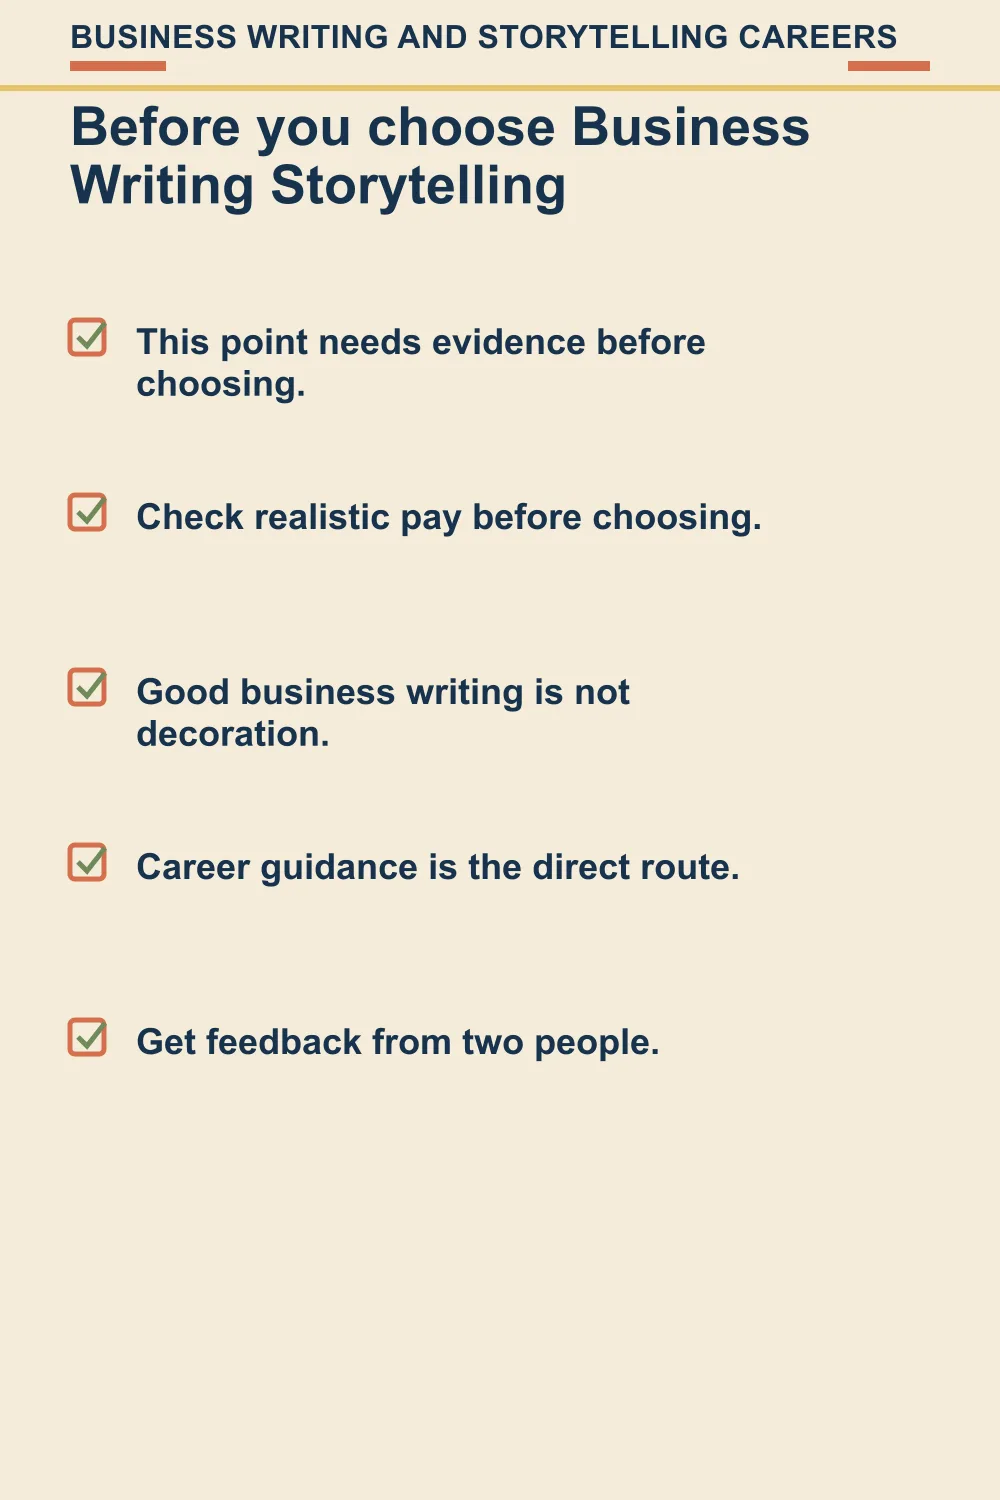 BUSINESS WRITING AND STORYTELLING CAREERS
Before you choose Business
Writing Storytelling
This point needs evidence before
choosing.
Check realistic pay before choosing.
Good business writing is not
decoration.
Career guidance is the direct route.
Get feedback from two people.